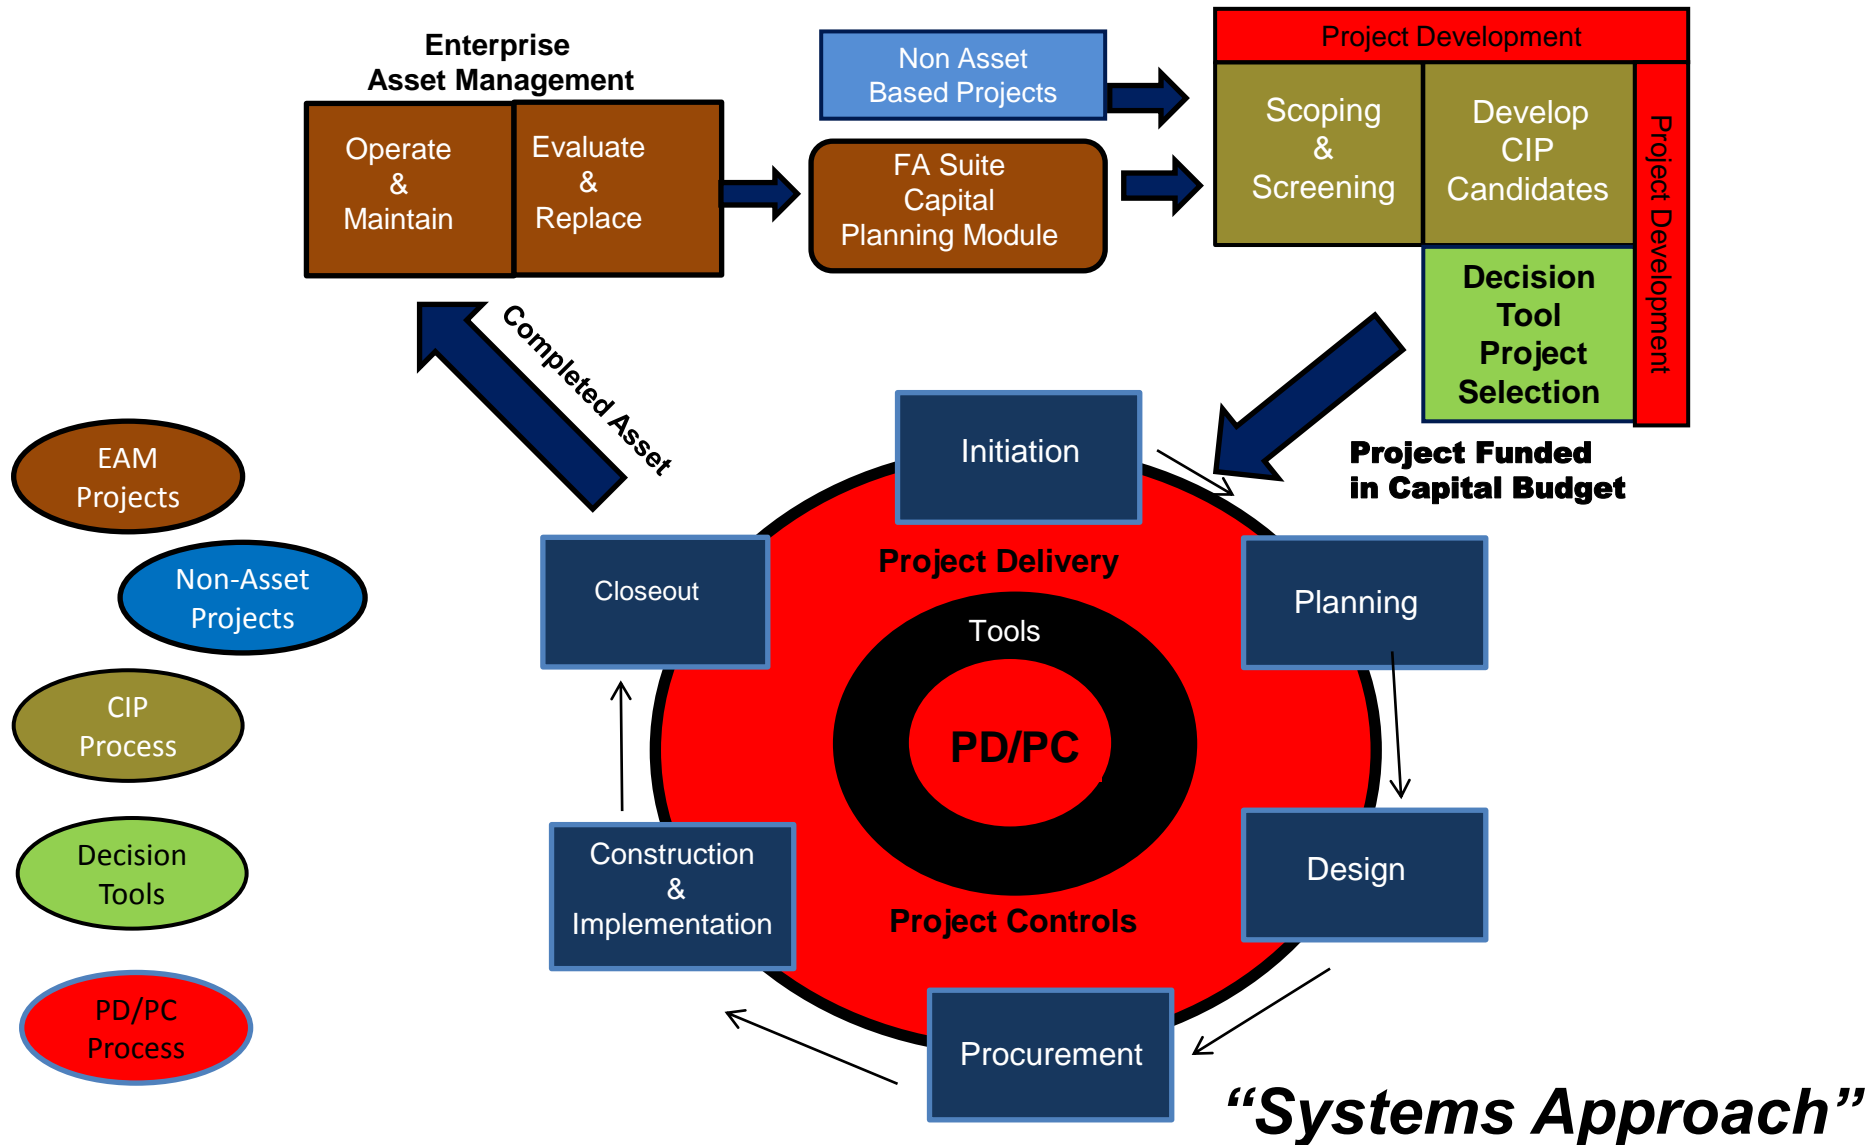 Enterprise
Asset Management
Operate
&
Maintain
Evaluate
&
Replace
Non Asset
Based Projects
FA Suite
Capital
Planning Module
Project Development
Scoping
&
Screening
Develop
CIP
Candidates
Project Development
Decision
Tool
Project
Selection
Project Funded
in Capital Budget
Completed Asset
Initiation
Planning
Design
Procurement
Construction
&
Implementation
Closeout
Project Delivery
Tools
PD/PC
Project Controls
EAM
Projects
Non-Asset
Projects
CIP
Process
Decision
Tools
PD/PC
Process
“Systems Approach”